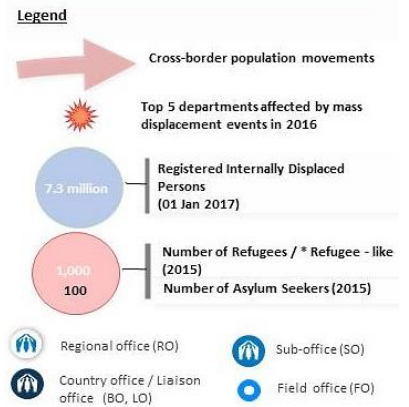 Legend
Cross-border population movements
Top 5 departments affected by mass
displacement events in 2016
7.3 million
Registered Internally Displaced
Persons
(01 Jan 2017)
1,000
100
Number of Refugees / * Refugee - like
(2015)
Number of Asylum Seekers (2015)
Regional office (RO)
Sub-office (SO)
Country office / Liaison
office (BO, LO)
Field office (FO)